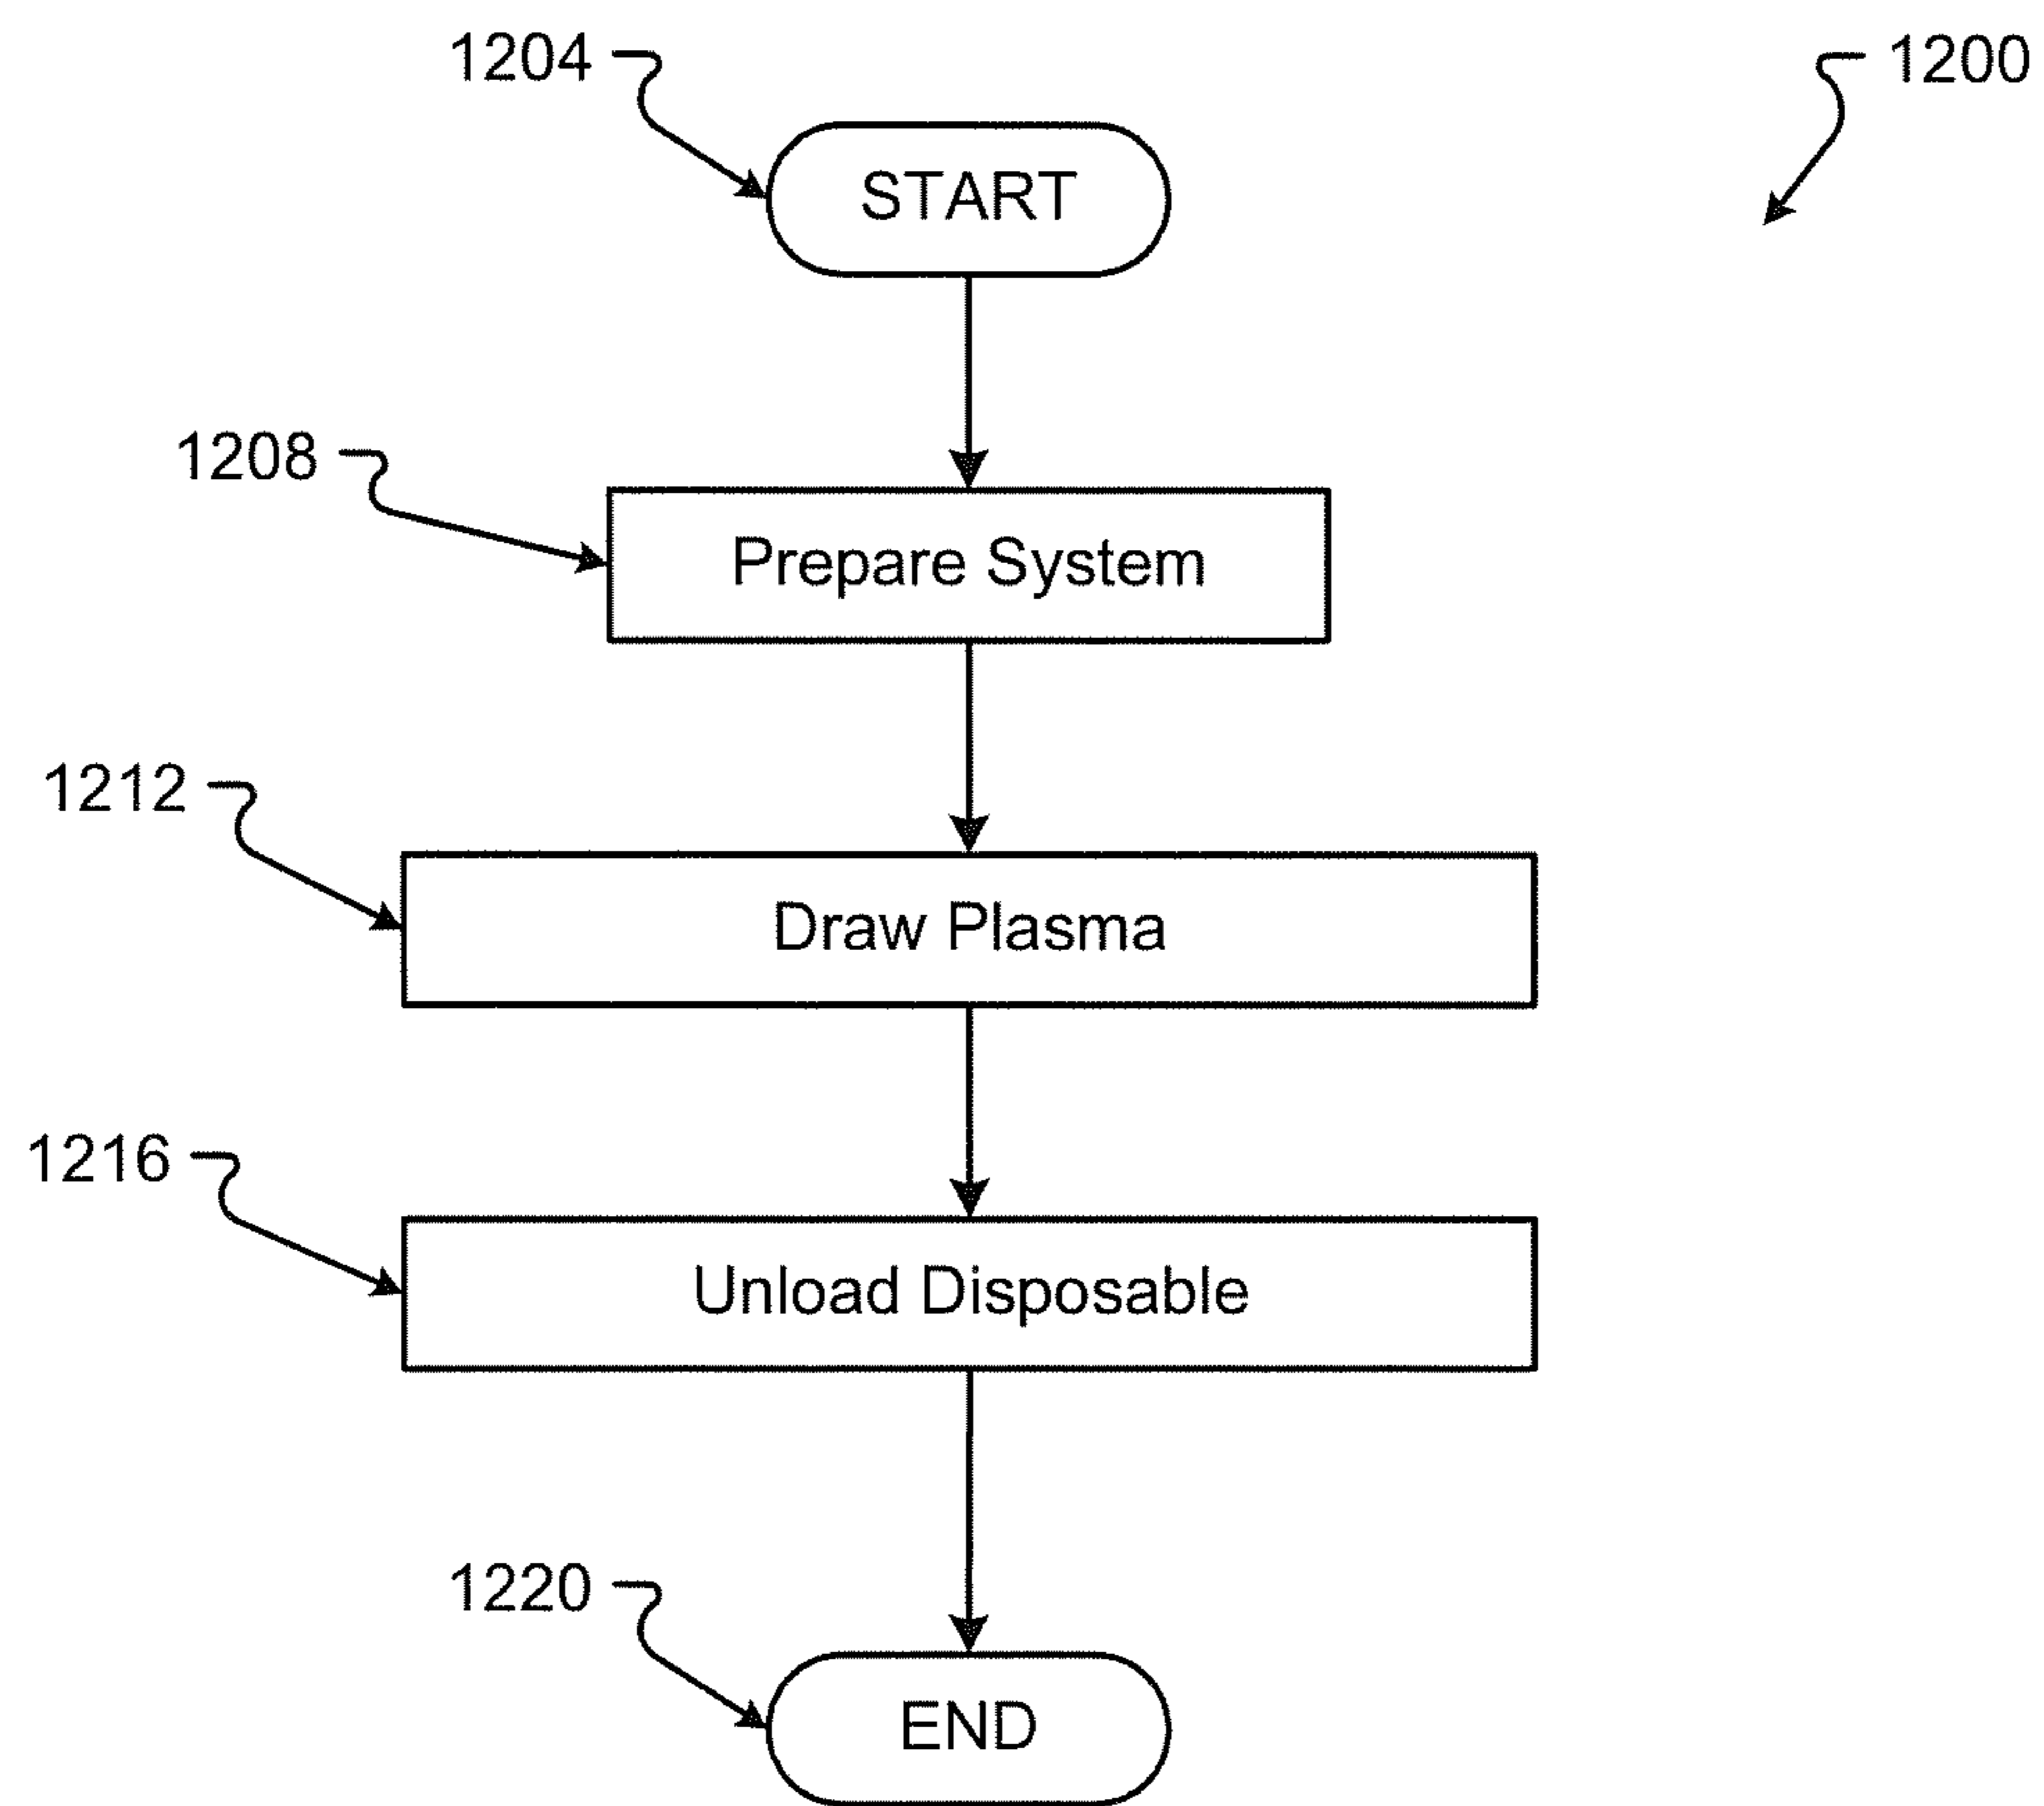 1204
1200
START
1208
Prepare System
1212
Draw Plasma
1216
Unload Disposable
1220
END